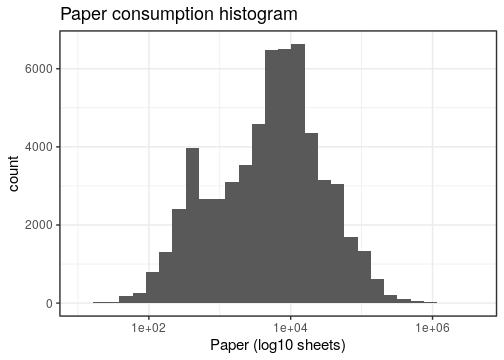 Paper consumption histogram
6000
4000
2000
0
count
1e+02
1e+04
1e+06
Paper (log10 sheets)